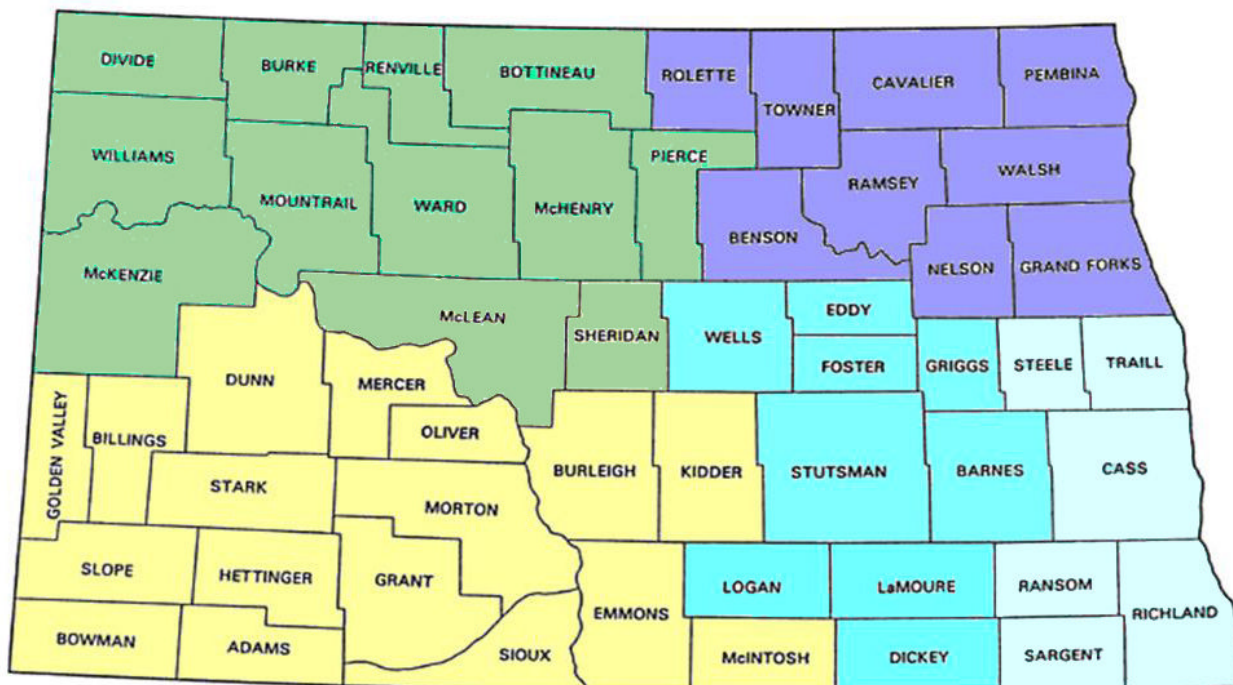 DIVIDE
BURKE
RENVILLE
BOTTINEAU
ROLETTE
TOWNER
CAVALIER
PEMBINA
WILLIAMS
MOUNTRAIL
WARD
McHENRY
PIERCE
BENSON
RAMSEY
WALSH
NELSON
GRAND FORKS
McKENZIE
McLEAN
SHERIDAN
WELLS
EDDY
FOSTER
GRIGGS
STEELE
TRAILL
DUNN
MERCER
OLIVER
GOLDEN VALLEY
BILLINGS
STARK
MORTON
BURLEIGH
KIDDER
STUTSMAN
BARNES
CASS
SLOPE
HETTINGER
GRANT
EMMONS
LOGAN
LaMOURE
RANSOM
RICHLAND
BOWMAN
ADAMS
SIOUX
McINTOSH
DICKEY
SARGENT